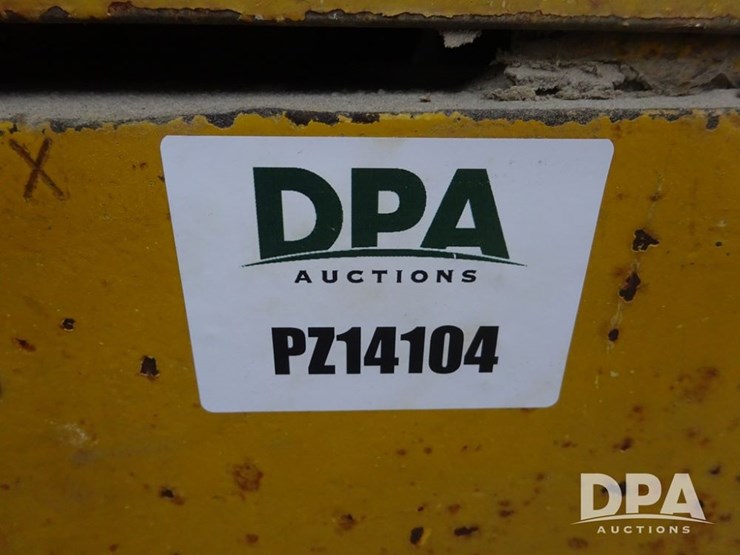 X
DPA
AUCTIONS
PZ14104
DPA
AUCTIONS